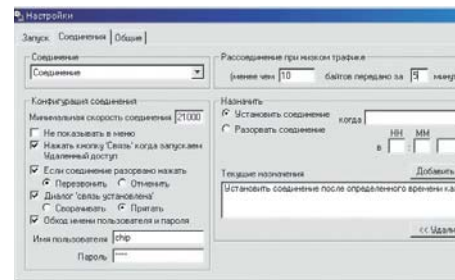 Настройки
Запуск Соединения Общие
Соединение
Соединение
Рассоединение при низком трафике
(менее чем 10 байтов передано за 5 минут
Конфигурация соединения
Минимальная скорость соединения 21000
Не показывать в меню
Нажать кнопку 'Связь' когда запускаем Удаленный доступ
Если соединение разорвано нажать
Перезвонить Отменить
Диалог 'связь установлена'
Сворачивать Прятать
Обход имени пользователя и пароля
Имя пользователя chip
Пароль ****
Назначить
Установить соединение когда
Разорвать соединение
HH MM
в :
Текущие назначения Добавить
Установить соединение после определенного времени ка
<< Удали